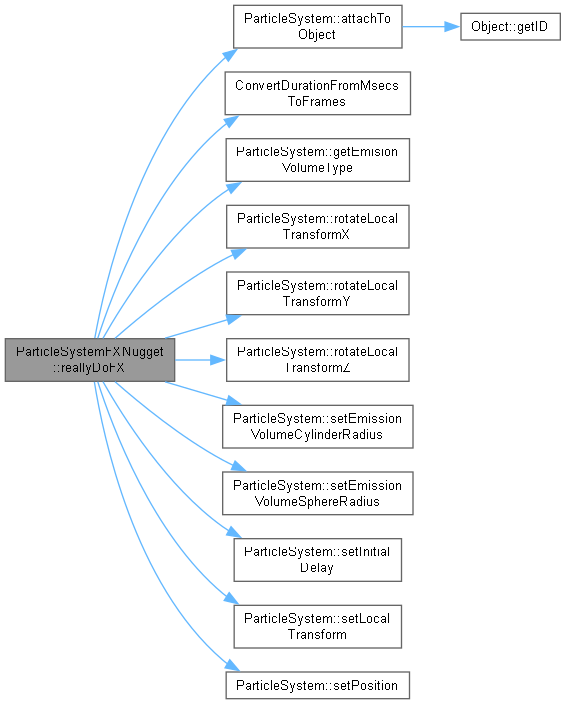 ParticleSystem::attachTo
Object
Object::getID
ConvertDurationFromMsecs
ToFrames
ParticleSystem::getEmision
VolumeType
ParticleSystem::rotateLocal
TransformX
ParticleSystem::rotateLocal
TransformY
ParticleSystemFXNugget
::reallyDoFX
ParticleSystem::rotateLocal
TransformZ
ParticleSystem::setEmission
VolumeCylinderRadius
ParticleSystem::setEmission
VolumeSphereRadius
ParticleSystem::setInitial
Delay
ParticleSystem::setLocal
Transform
ParticleSystem::setPosition